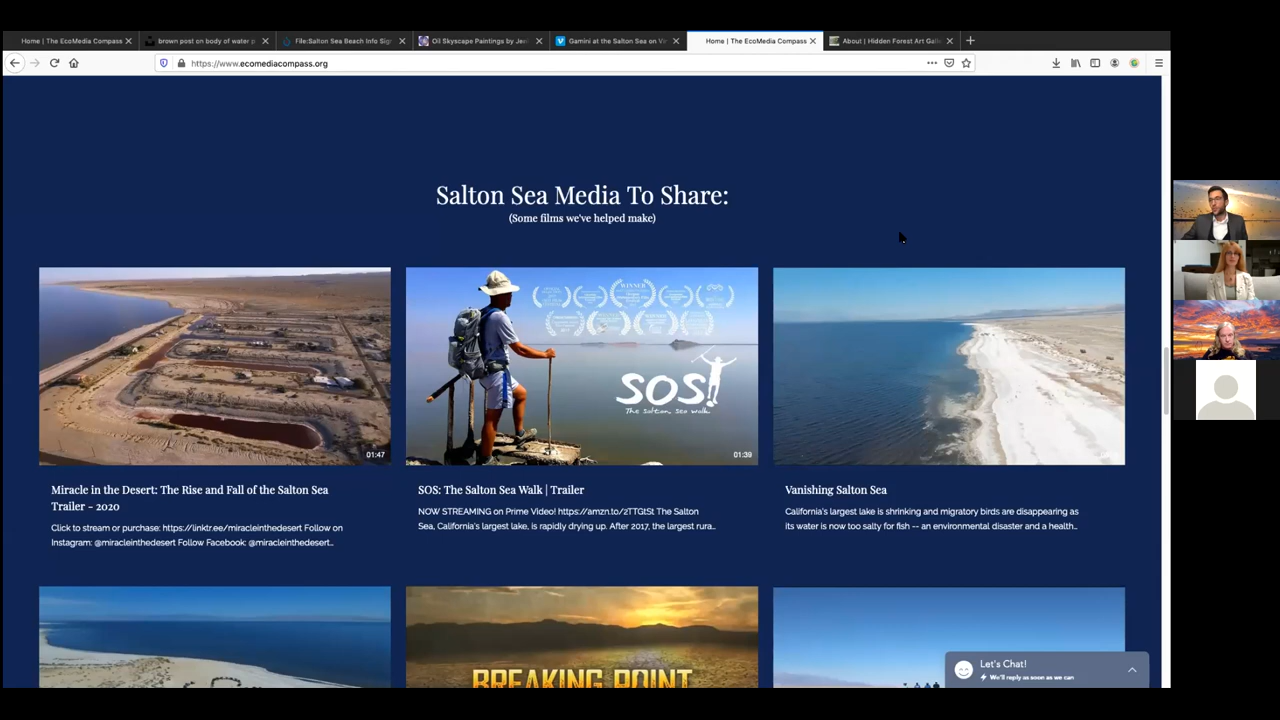 Home | The EcoMedia Compass
brown post on body of water p
File:Salton Sea Beach Info Sig
Oil Skyscape Paintings by Jen
Gamini at the Salton Sea on Vi
Home | The EcoMedia Compass
About | Hidden Forest Art Gall
https://www.ecomediacompass.org
Salton Sea Media To Share:
(Some films we've helped make)
WINNER
SOS!
The salton sea walk
01:47
01:39
Miracle in the Desert: The Rise and Fall of the Salton Sea
Trailer - 2020
Click to stream or purchase: https://linktr.ee/miracleinthedesert Follow on
Instagram: @miracleinthedesert Follow Facebook: @miracleinthedesert...
SOS: The Salton Sea Walk | Trailer
NOW STREAMING on Prime Video! https://amzn.to/2TTGtSt The Salton
Sea, California's largest lake, is rapidly drying up. After 2017, the largest rura...
Vanishing Salton Sea
California's largest lake is shrinking and migratory birds are disappearing as
its water is now too salty for fish -- an environmental disaster and a health...
BREAKING POINT
Let's Chat!
We'll reply as soon as we can